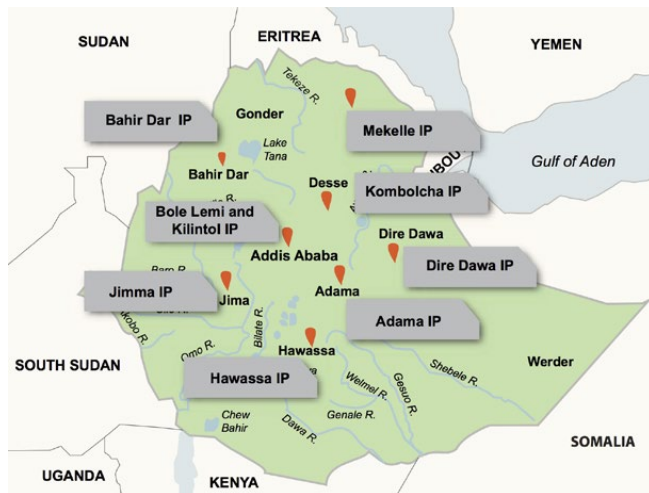 SUDAN
ERITREA
YEMEN
Tekeze R.
Gonder
Bahir Dar IP
Mekelle IP
Lake
Tana
Gulf of Aden
Bahir Dar
Desse
Kombolcha IP
Bole Lemi and
Kilintol IP
Addis Ababa
Dire Dawa
Dire Dawa IP
Adama
Jimma IP
Jima
Adama IP
Bilate R.
Hawassa
SOUTH SUDAN
Omo R.
Werder
Hawassa IP
Welmel R.
Gesuo R.
Shebele R.
Chew
Bahir
Dawa R.
Genale R.
SOMALIA
UGANDA
KENYA